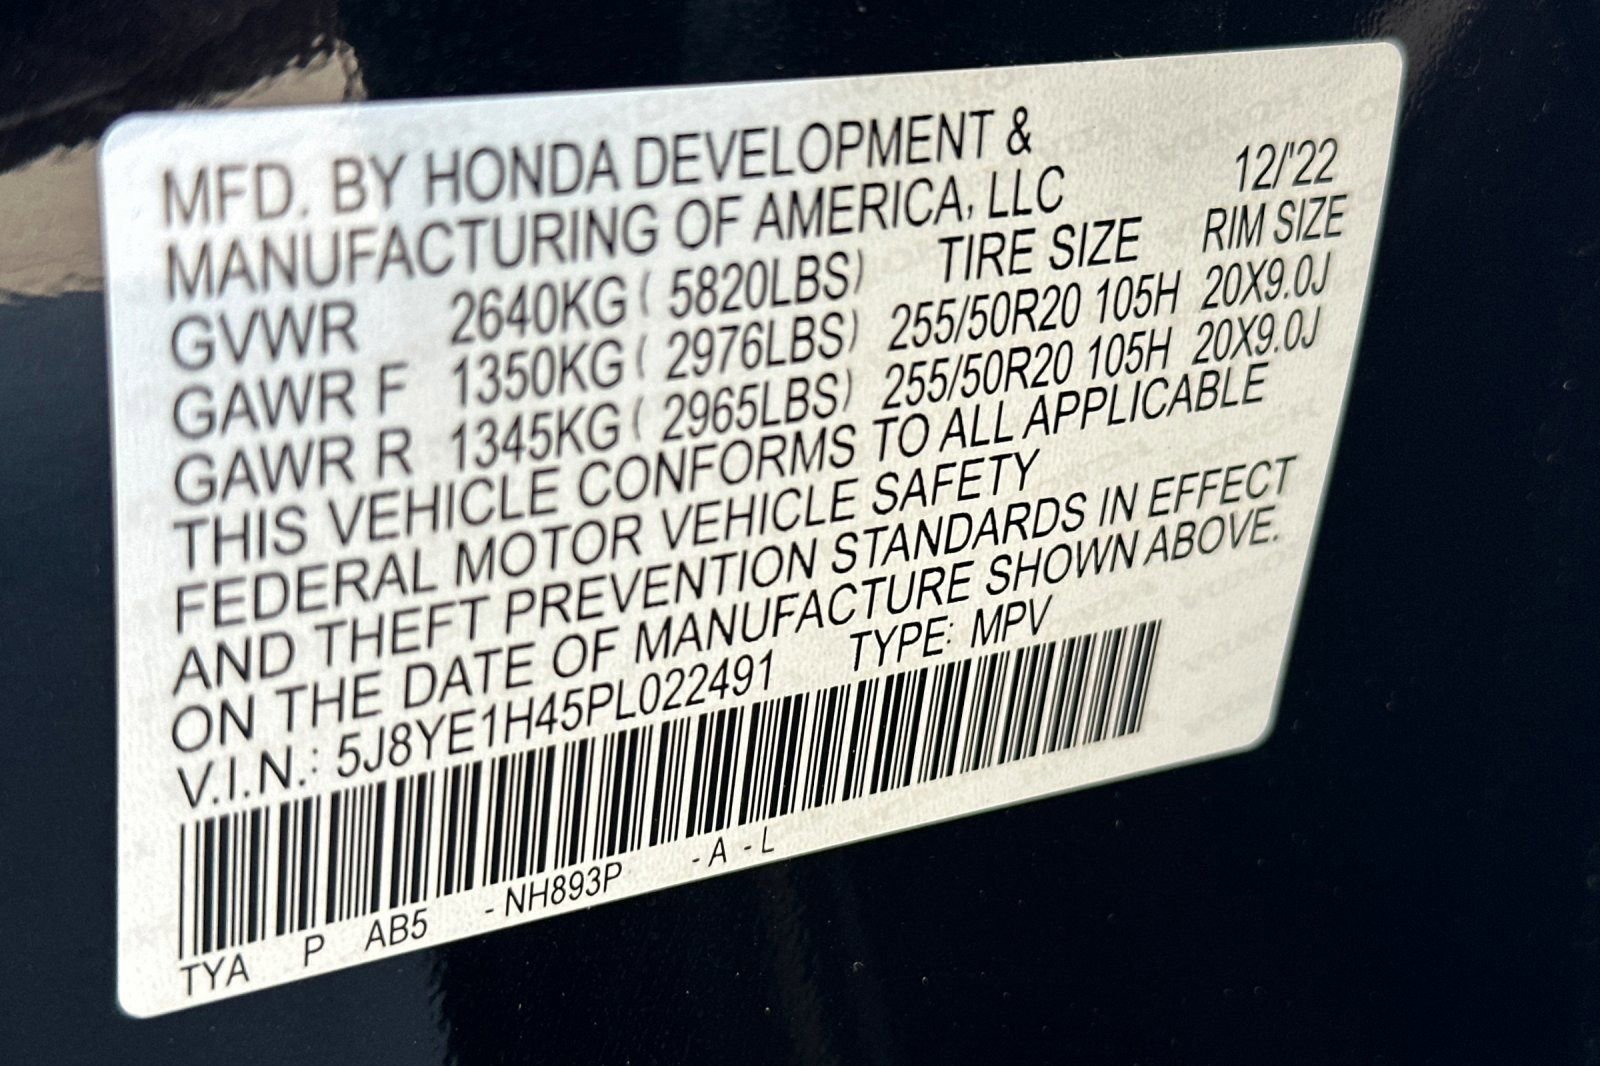 MFD. BY HONDA DEVELOPMENT &
MANUFACTURING OF AMERICA, LLC 12/'22
GVWR 2640KG ( 5820LBS) TIRE SIZE RIM SIZE
GAWR F 1350KG ( 2976LBS) 255/50R20 105H 20X9.0J
GAWR R 1345KG ( 2965LBS) 255/50R20 105H 20X9.0J
THIS VEHICLE CONFORMS TO ALL APPLICABLE
FEDERAL MOTOR VEHICLE SAFETY
AND THEFT PREVENTION STANDARDS IN EFFECT
ON THE DATE OF MANUFACTURE SHOWN ABOVE.
V.I.N.: 5J8YE1H45PL022491 TYPE: MPV
TYA P AB5 - NH893P - A - L